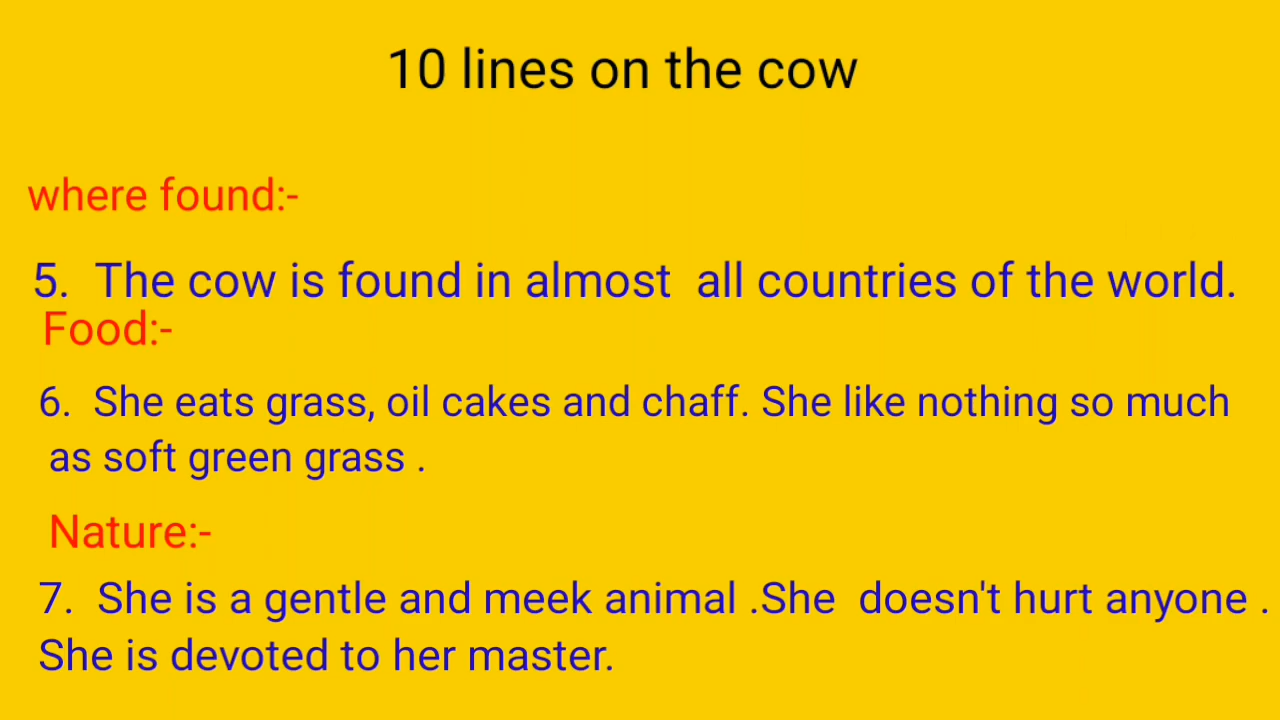 10 lines on the cow
where found:-
5. The cow is found in almost all countries of the world.
Food:-
6. She eats grass, oil cakes and chaff. She like nothing so much
as soft green grass .
Nature:-
7. She is a gentle and meek animal .She doesn't hurt anyone .
She is devoted to her master.